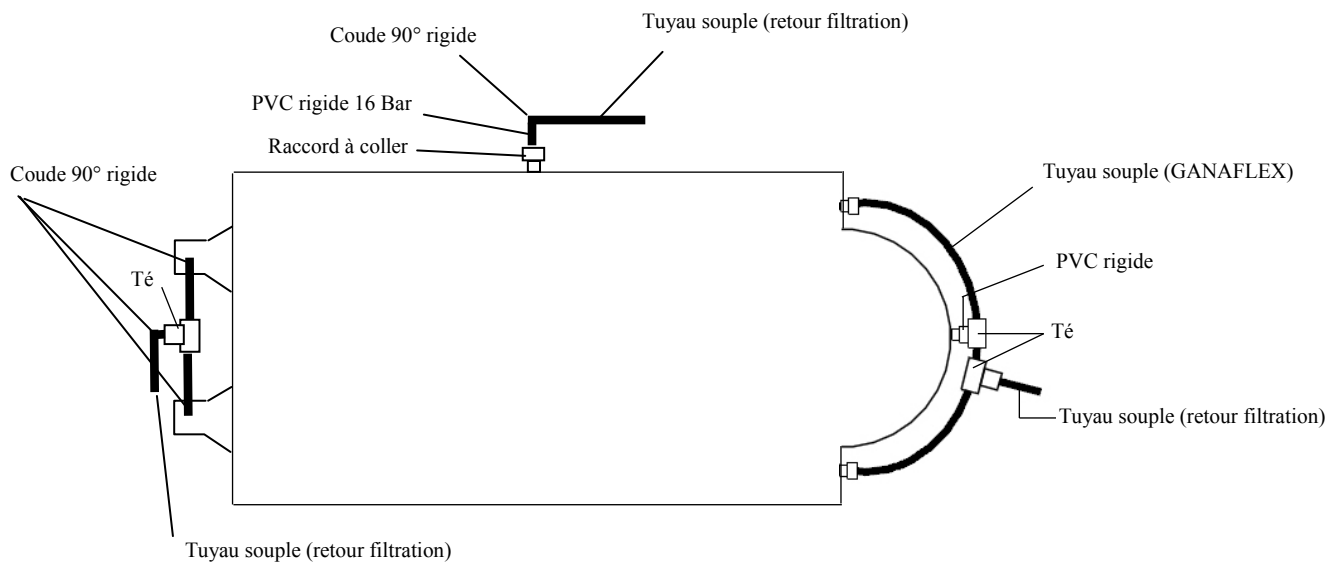 Tuyau souple (retour filtration)
Coude 90° rigide
PVC rigide 16 Bar
Raccord à coller
Coude 90° rigide
Tuyau souple (GANAFLEX)
PVC rigide
Té
Té
Tuyau souple (retour filtration)
Tuyau souple (retour filtration)